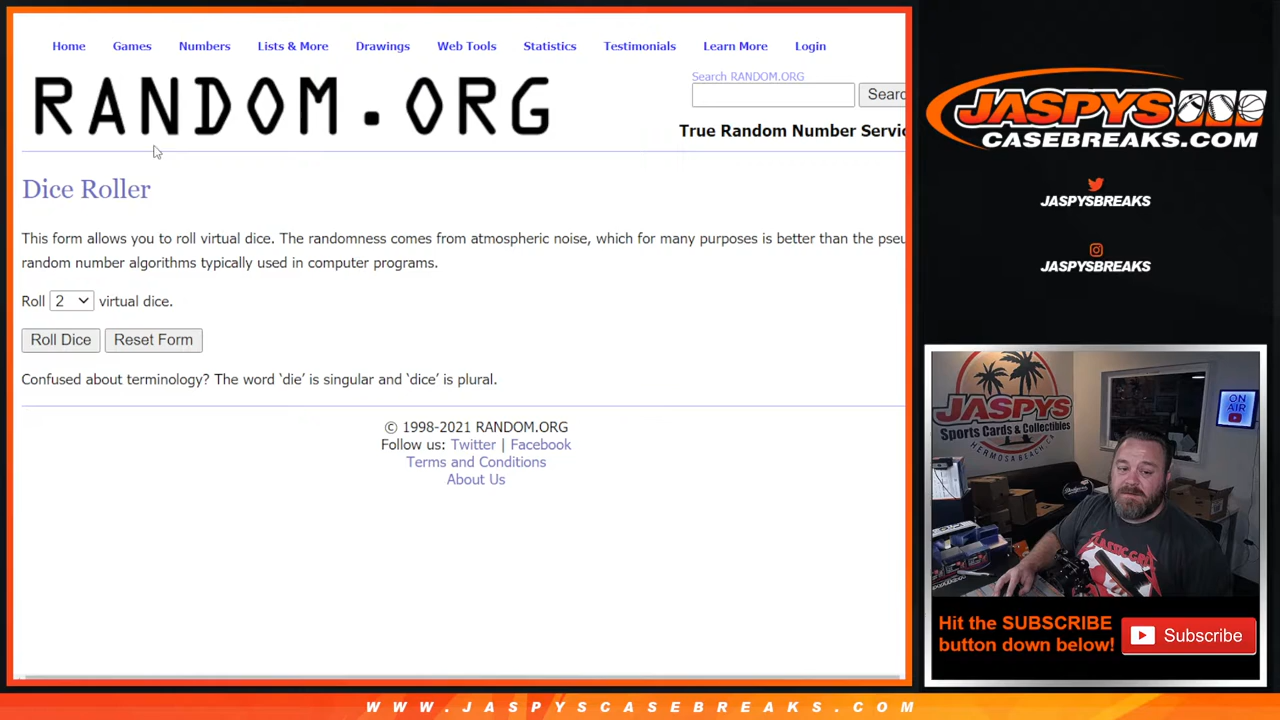 Home Games Numbers Lists & More Drawings Web Tools Statistics Testimonials Learn More Login
RANDOM.ORG
Search RANDOM.ORG
Searc
True Random Number Servic
Dice Roller
This form allows you to roll virtual dice. The randomness comes from atmospheric noise, which for many purposes is better than the pseu
random number algorithms typically used in computer programs.
Roll 2 virtual dice.
Roll Dice Reset Form
Confused about terminology? The word ‘die’ is singular and ‘dice’ is plural.
© 1998-2021 RANDOM.ORG
Follow us: Twitter | Facebook
Terms and Conditions
About Us
JASPYS
CASEBREAKS.COM
JASPYSBREAKS
JASPYSBREAKS
JASPYS
Sports Cards & Collectibles
HERMOSA BEACH, CA
ON
AIR
Hit the SUBSCRIBE
button down below!
Subscribe
WWW.JASPYSCASEBREAKS.COM